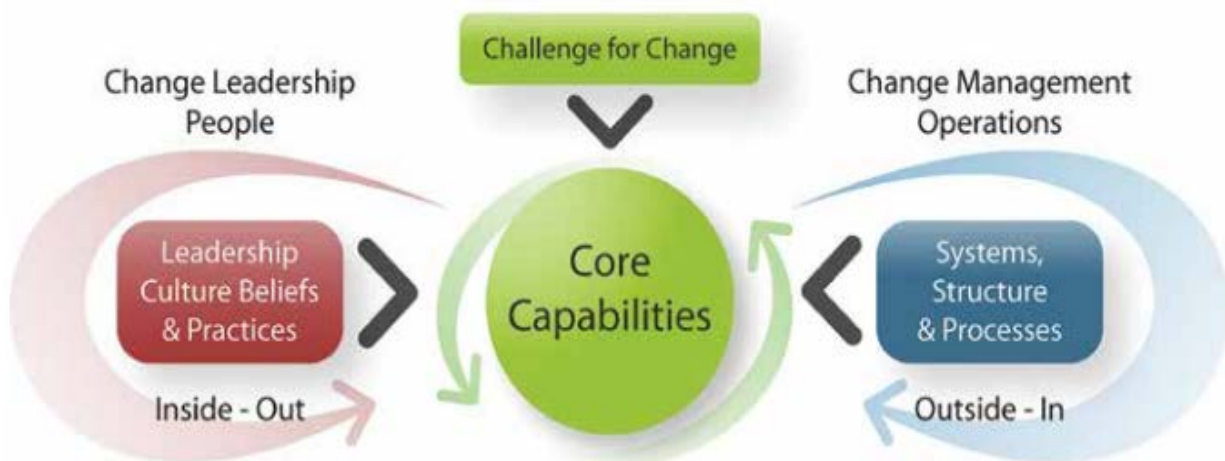 Challenge for Change
Change Leadership
People
Change Management
Operations
Leadership
Culture Beliefs
& Practices
Core
Capabilities
Systems,
Structure
& Processes
Inside - Out
Outside - In